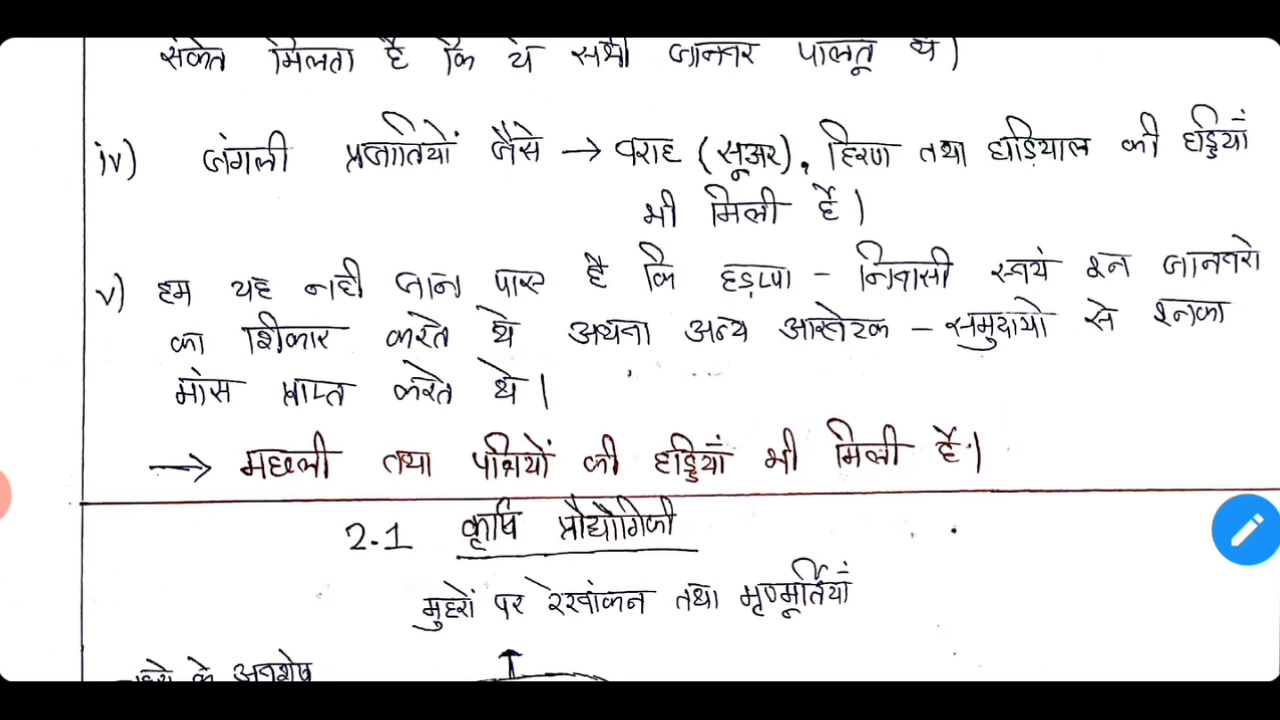 संकेत मिलता है कि ये सभी जानवर पालतू थे।
iv) जंगली प्रजातियों जैसे → वराह (सूअर), हिरण तथा घड़ियाल की हड्डियाँ
भी मिली हैं।
v) हम यह नहीं जान पाए है कि हड़प्पा - निवासी स्वयं इन जानवरो
का शिकार करते थे अथवा अन्य आखेटक - समुदायो से इनका
मांस प्राप्त करते थे।
→ मछली तथा पक्षियों की हड्डियाँ भी मिली हैं।
2.1 कृषि प्रौद्यौगिकी
मुहरों पर रेखांकन तथा मृण्मूर्तियाँ
के अवशेष